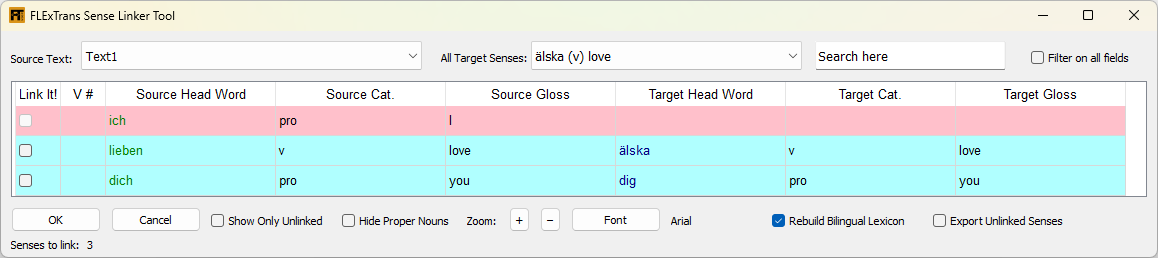 FLExTrans Sense Linker Tool
Source Text: Text1 All Target Senses: älska (v) love Search here Filter on all fields
Link It! V # Source Head Word Source Cat. Source Gloss Target Head Word Target Cat. Target Gloss
ich pro I
lieben v love älska v love
dich pro you dig pro you
OK Cancel Show Only Unlinked Hide Proper Nouns Zoom: + − Font Arial Rebuild Bilingual Lexicon Export Unlinked Senses
Senses to link: 3